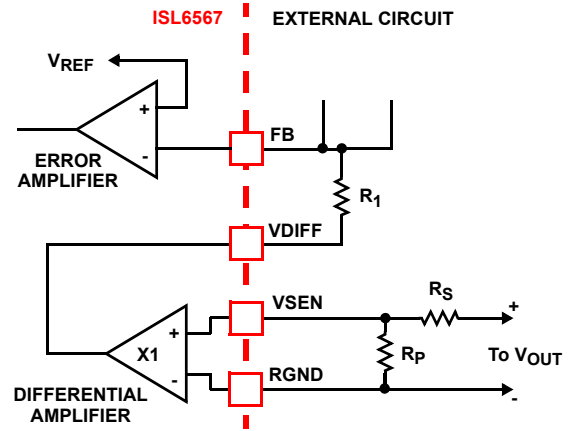 ISL6567 EXTERNAL CIRCUIT
VREF
+
-
FB
ERROR
AMPLIFIER
R1
VDIFF
VSEN
RS
+
+
X1
RP
To VOUT
-
RGND
-
DIFFERENTIAL
AMPLIFIER